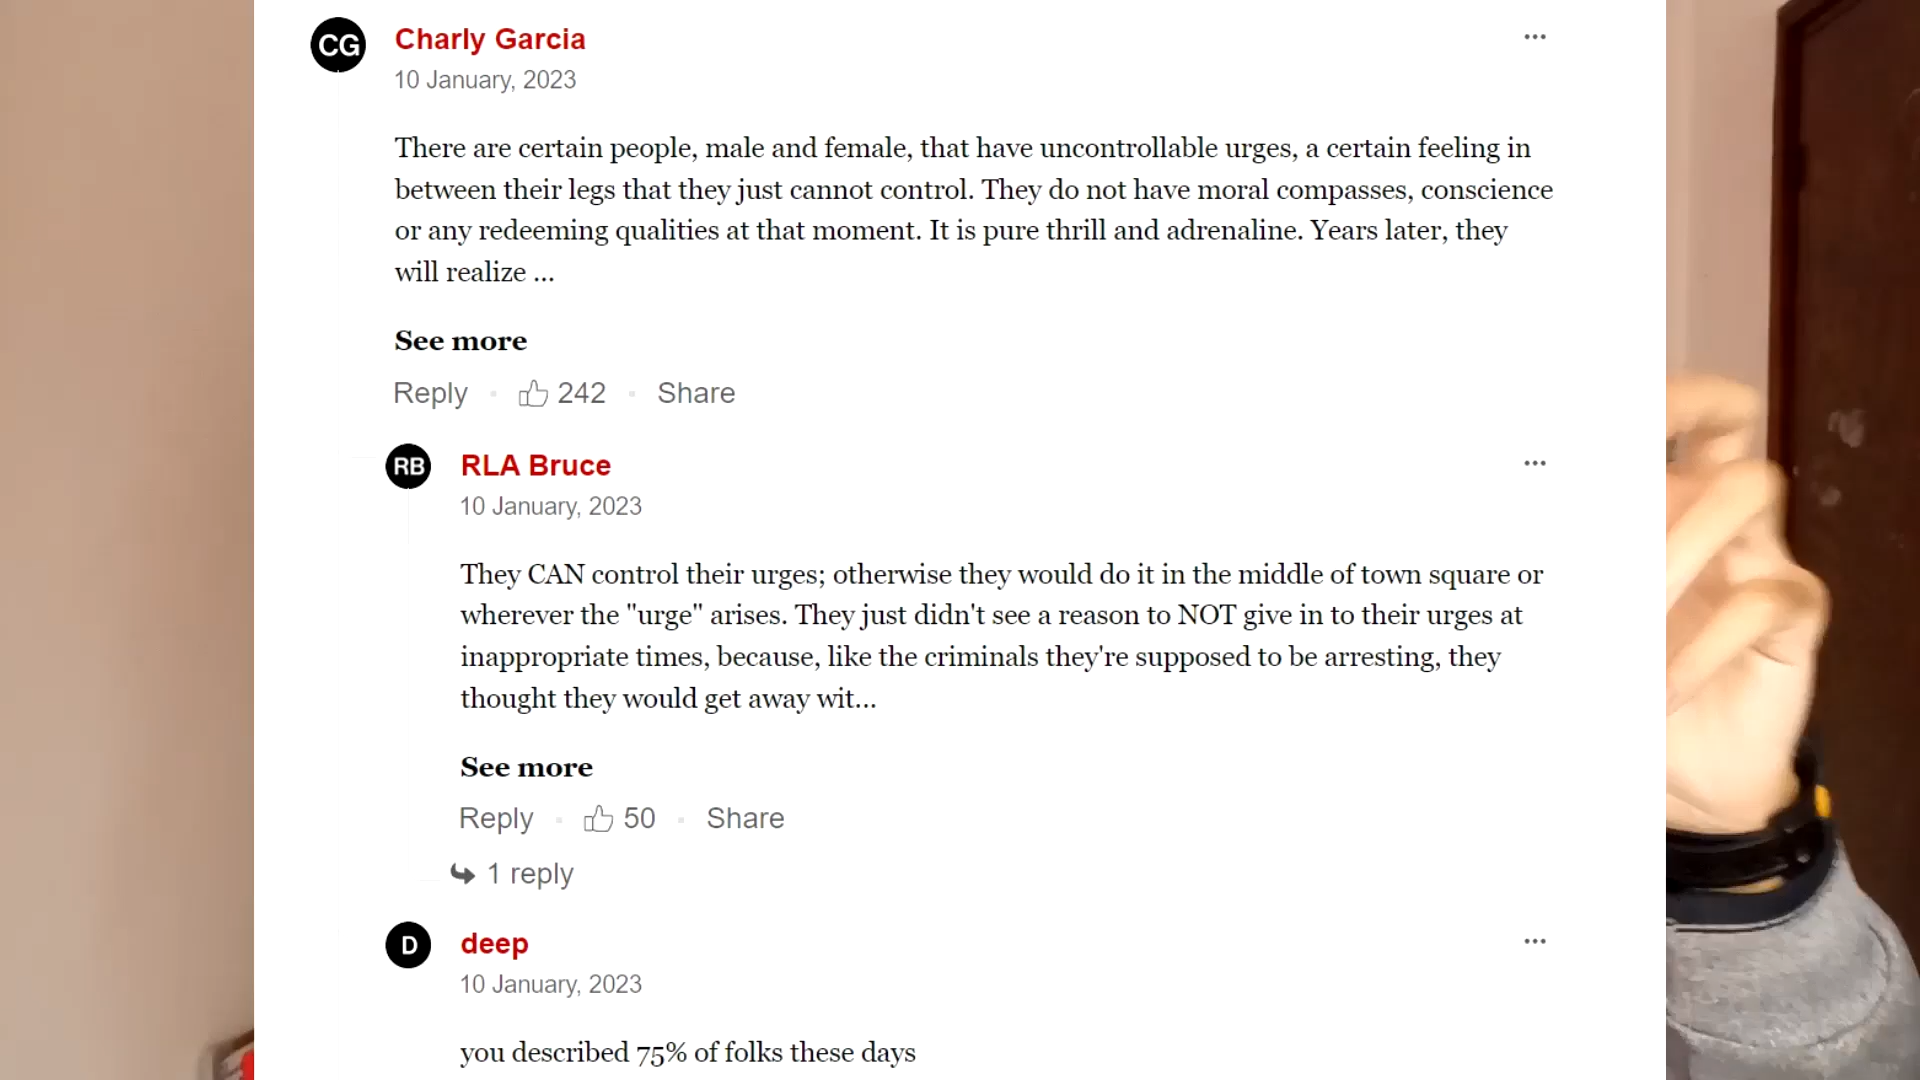 CG
Charly Garcia
10 January, 2023
There are certain people, male and female, that have uncontrollable urges, a certain feeling in
between their legs that they just cannot control. They do not have moral compasses, conscience
or any redeeming qualities at that moment. It is pure thrill and adrenaline. Years later, they
will realize ...
See more
Reply 242 Share
RB
RLA Bruce
10 January, 2023
They CAN control their urges; otherwise they would do it in the middle of town square or
wherever the "urge" arises. They just didn't see a reason to NOT give in to their urges at
inappropriate times, because, like the criminals they're supposed to be arresting, they
thought they would get away wit...
See more
Reply 50 Share
1 reply
D
deep
10 January, 2023
you described 75% of folks these days